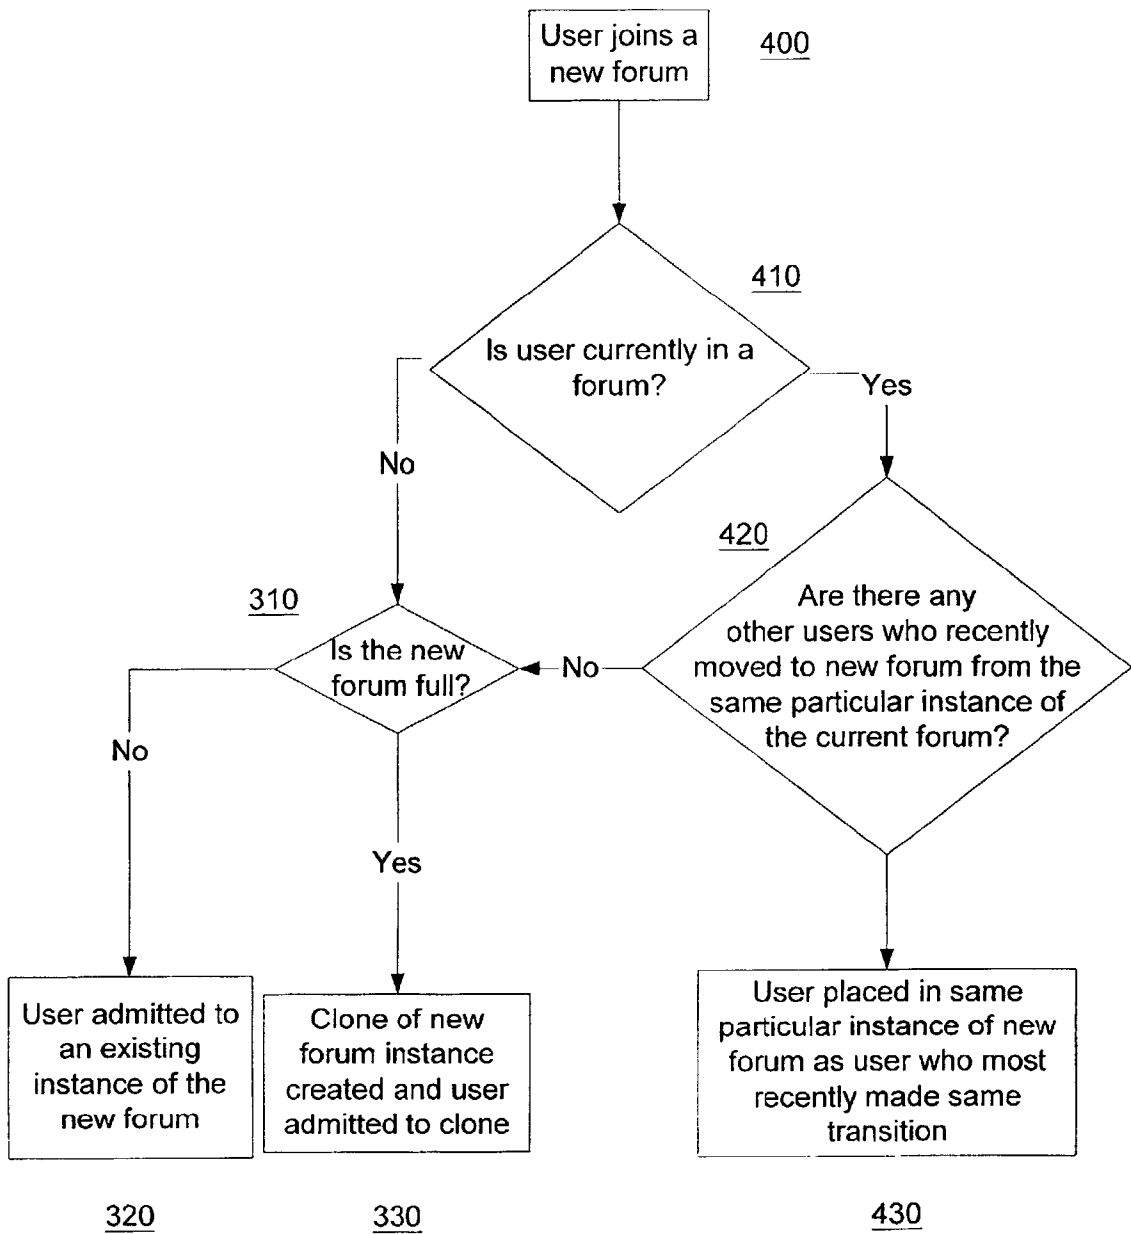 User joins a
new forum
400
410
Is user currently in a
forum?
Yes
No
420
Are there any
other users who recently
moved to new forum from the
same particular instance of
the current forum?
310
Is the new
forum full?
No
No
Yes
User admitted to
an existing
instance of the
new forum
Clone of new
forum instance
created and user
admitted to clone
User placed in same
particular instance of new
forum as user who most
recently made same
transition
320
330
430